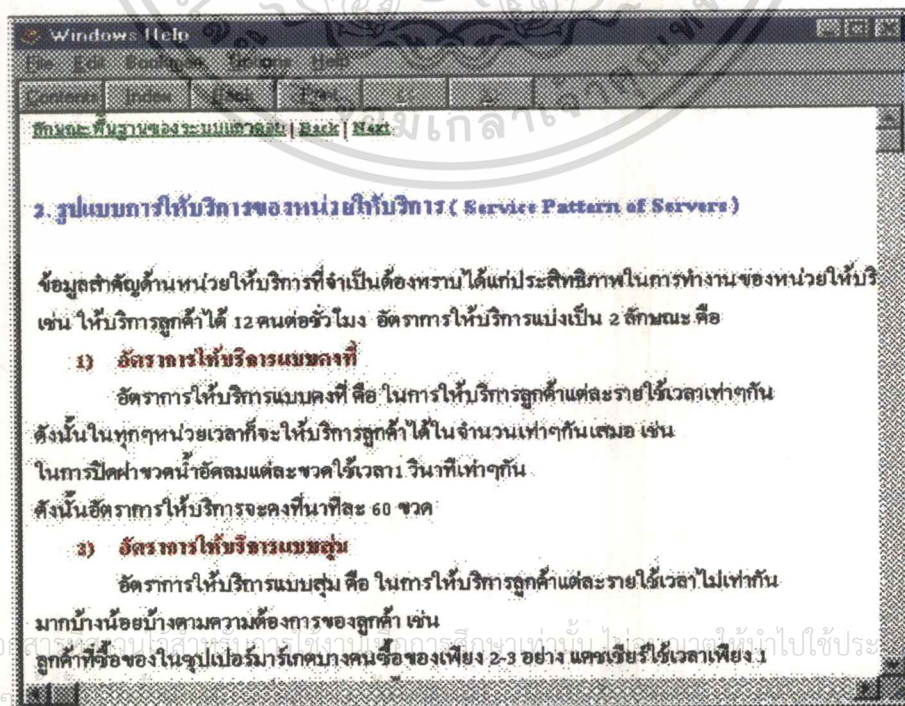 Windows Help
File Edit Bookmark Options Help
Contents Index Back Print << >>
ลักษณะพื้นฐานของระบบแถวคอย | Back | Next
2. รูปแบบการให้บริการของหน่วยให้บริการ ( Service Pattern of Servers )
ข้อมูลสำคัญด้านหน่วยให้บริการที่จำเป็นต้องทราบได้แก่ประสิทธิภาพในการทำงานของหน่วยให้บริ
เช่น ให้บริการลูกค้าได้ 12 คนต่อชั่วโมง อัตราการให้บริการแบ่งเป็น 2 ลักษณะ คือ
1) อัตราการให้บริการแบบคงที่
อัตราการให้บริการแบบคงที่ คือ ในการให้บริการลูกค้าแต่ละรายใช้เวลาเท่าๆกัน
ดังนั้นในทุกๆหน่วยเวลาก็จะให้บริการลูกค้าได้ในจำนวนเท่าๆกันเสมอ เช่น
ในการปิดฝาขวดน้ำอัดลมแต่ละขวดใช้เวลา1 วินาทีเท่าๆกัน
ดังนั้นอัตราการให้บริการจะคงที่นาทีละ 60 ขวด
2) อัตราการให้บริการแบบสุ่ม
อัตราการให้บริการแบบสุ่ม คือ ในการให้บริการลูกค้าแต่ละรายใช้เวลาไม่เท่ากัน
มากบ้างน้อยบ้างตามความต้องการของลูกค้า เช่น
ลูกค้าที่ซื้อของในซุปเปอร์มาร์เกตบางคนซื้อของเพียง 2-3 อย่าง แคชเชียร์ใช้เวลาเพียง 1